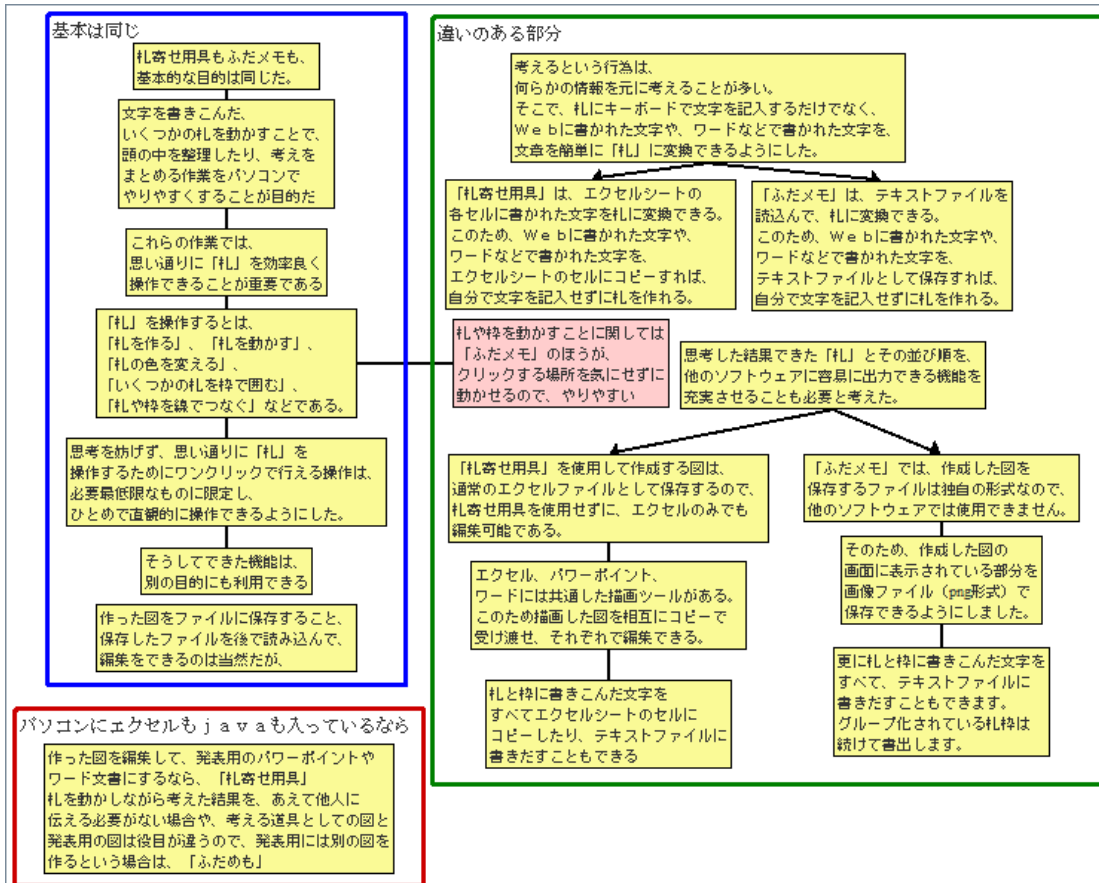 基本は同じ
札寄せ用具もふだメモも、
基本的な目的は同じた。
文字を書きこんだ、
いくつかの札を動かすことで、
頭の中を整理したり、考えを
まとめる作業をパソコンで
やりやすくすることが目的だ
これらの作業では、
思い通りに「札」を効率良く
操作できることが重要である
「札」を操作するとは、
「札を作る」、「札を動かす」、
「札の色を変える」、
「いくつかの札を枠で囲む」、
「札や枠を線でつなぐ」などである。
思考を妨げず、思い通りに「札」を
操作するためにワンクリックで行える操作は、
必要最低限なものに限定し、
ひとめで直観的に操作できるようにした。
そうしてできた機能は、
別の目的にも利用できる
作った図をファイルに保存すること、
保存したファイルを後で読み込んで、
編集をできるのは当然だが、
違いのある部分
考えるという行為は、
何らかの情報を元に考えることが多い。
そこで、札にキーボードで文字を記入するだけでなく、
Ｗｅｂに書かれた文字や、ワードなどで書かれた文字を、
文章を簡単に「札」に変換できるようにした。
「札寄せ用具」は、エクセルシートの
各セルに書かれた文字を札に変換できる。
このため、Ｗｅｂに書かれた文字や、
ワードなどで書かれた文字を、
エクセルシートのセルにコピーすれば、
自分で文字を記入せずに札を作れる。
「ふだメモ」は、テキストファイルを
読込んで、札に変換できる。
このため、Ｗｅｂに書かれた文字や、
ワードなどで書かれた文字を、
テキストファイルとして保存すれば、
自分で文字を記入せずに札を作れる。
札や枠を動かすことに関しては
「ふだメモ」のほうが、
クリックする場所を気にせずに
動かせるので、やりやすい
思考した結果できた「札」とその並び順を、
他のソフトウェアに容易に出力できる機能を
充実させることも必要と考えた。
「札寄せ用具」を使用して作成する図は、
通常のエクセルファイルとして保存するので、
札寄せ用具を使用せずに、エクセルのみでも
編集可能である。
エクセル、パワーポイント、
ワードには共通した描画ツールがある。
このため描画した図を相互にコピーで
受け渡せ、それぞれで編集できる。
札と枠に書きこんだ文字を
すべてエクセルシートのセルに
コピーしたり、テキストファイルに
書きだすこともできる
「ふだメモ」では、作成した図を
保存するファイルは独自の形式なので、
他のソフトウェアでは使用できません。
そのため、作成した図の
画面に表示されている部分を
画像ファイル（png形式）で
保存できるようにしました。
更に札と枠に書きこんだ文字を
すべて、テキストファイルに
書きだすこともできます。
グループ化されている札枠は
続けて書出します。
パソコンにエクセルもｊａｖａも入っているなら
作った図を編集して、発表用のパワーポイントや
ワード文書にするなら、「札寄せ用具」
札を動かしながら考えた結果を、あえて他人に
伝える必要がない場合や、考える道具としての図と
発表用の図は役目が違うので、発表用には別の図を
作るという場合は、「ふだめも」